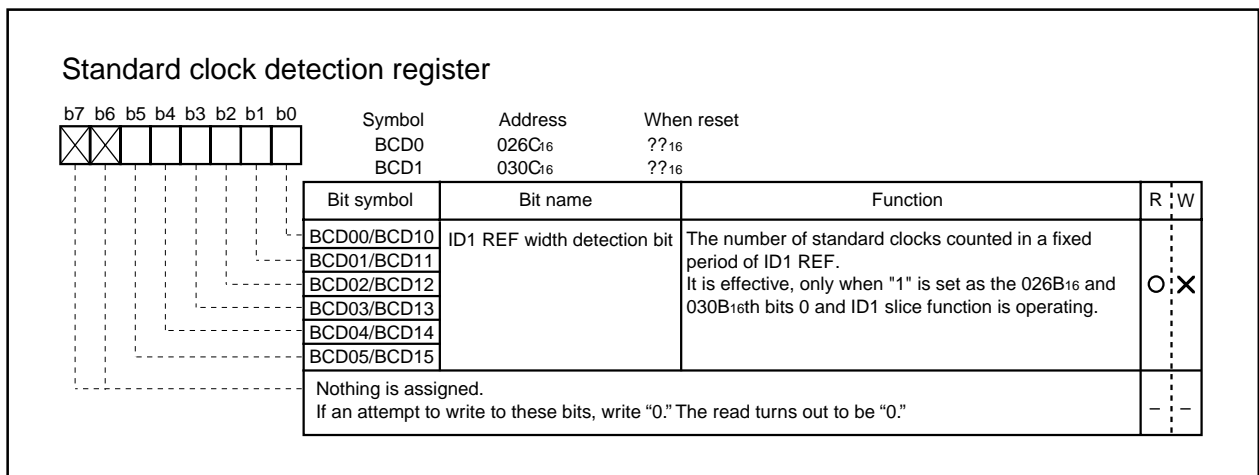 Standard clock detection register
b7 b6 b5 b4 b3 b2 b1 b0
Symbol Address When reset
BCD0 026C16 ??16
BCD1 030C16 ??16
Bit symbol Bit name Function R W
BCD00/BCD10 ID1 REF width detection bit The number of standard clocks counted in a fixed
BCD01/BCD11 period of ID1 REF.
BCD02/BCD12 It is effective, only when "1" is set as the 026B16 and
BCD03/BCD13 030B16th bits 0 and ID1 slice function is operating.
BCD04/BCD14
BCD05/BCD15
Nothing is assigned.
If an attempt to write to these bits, write “0.” The read turns out to be “0.” – –